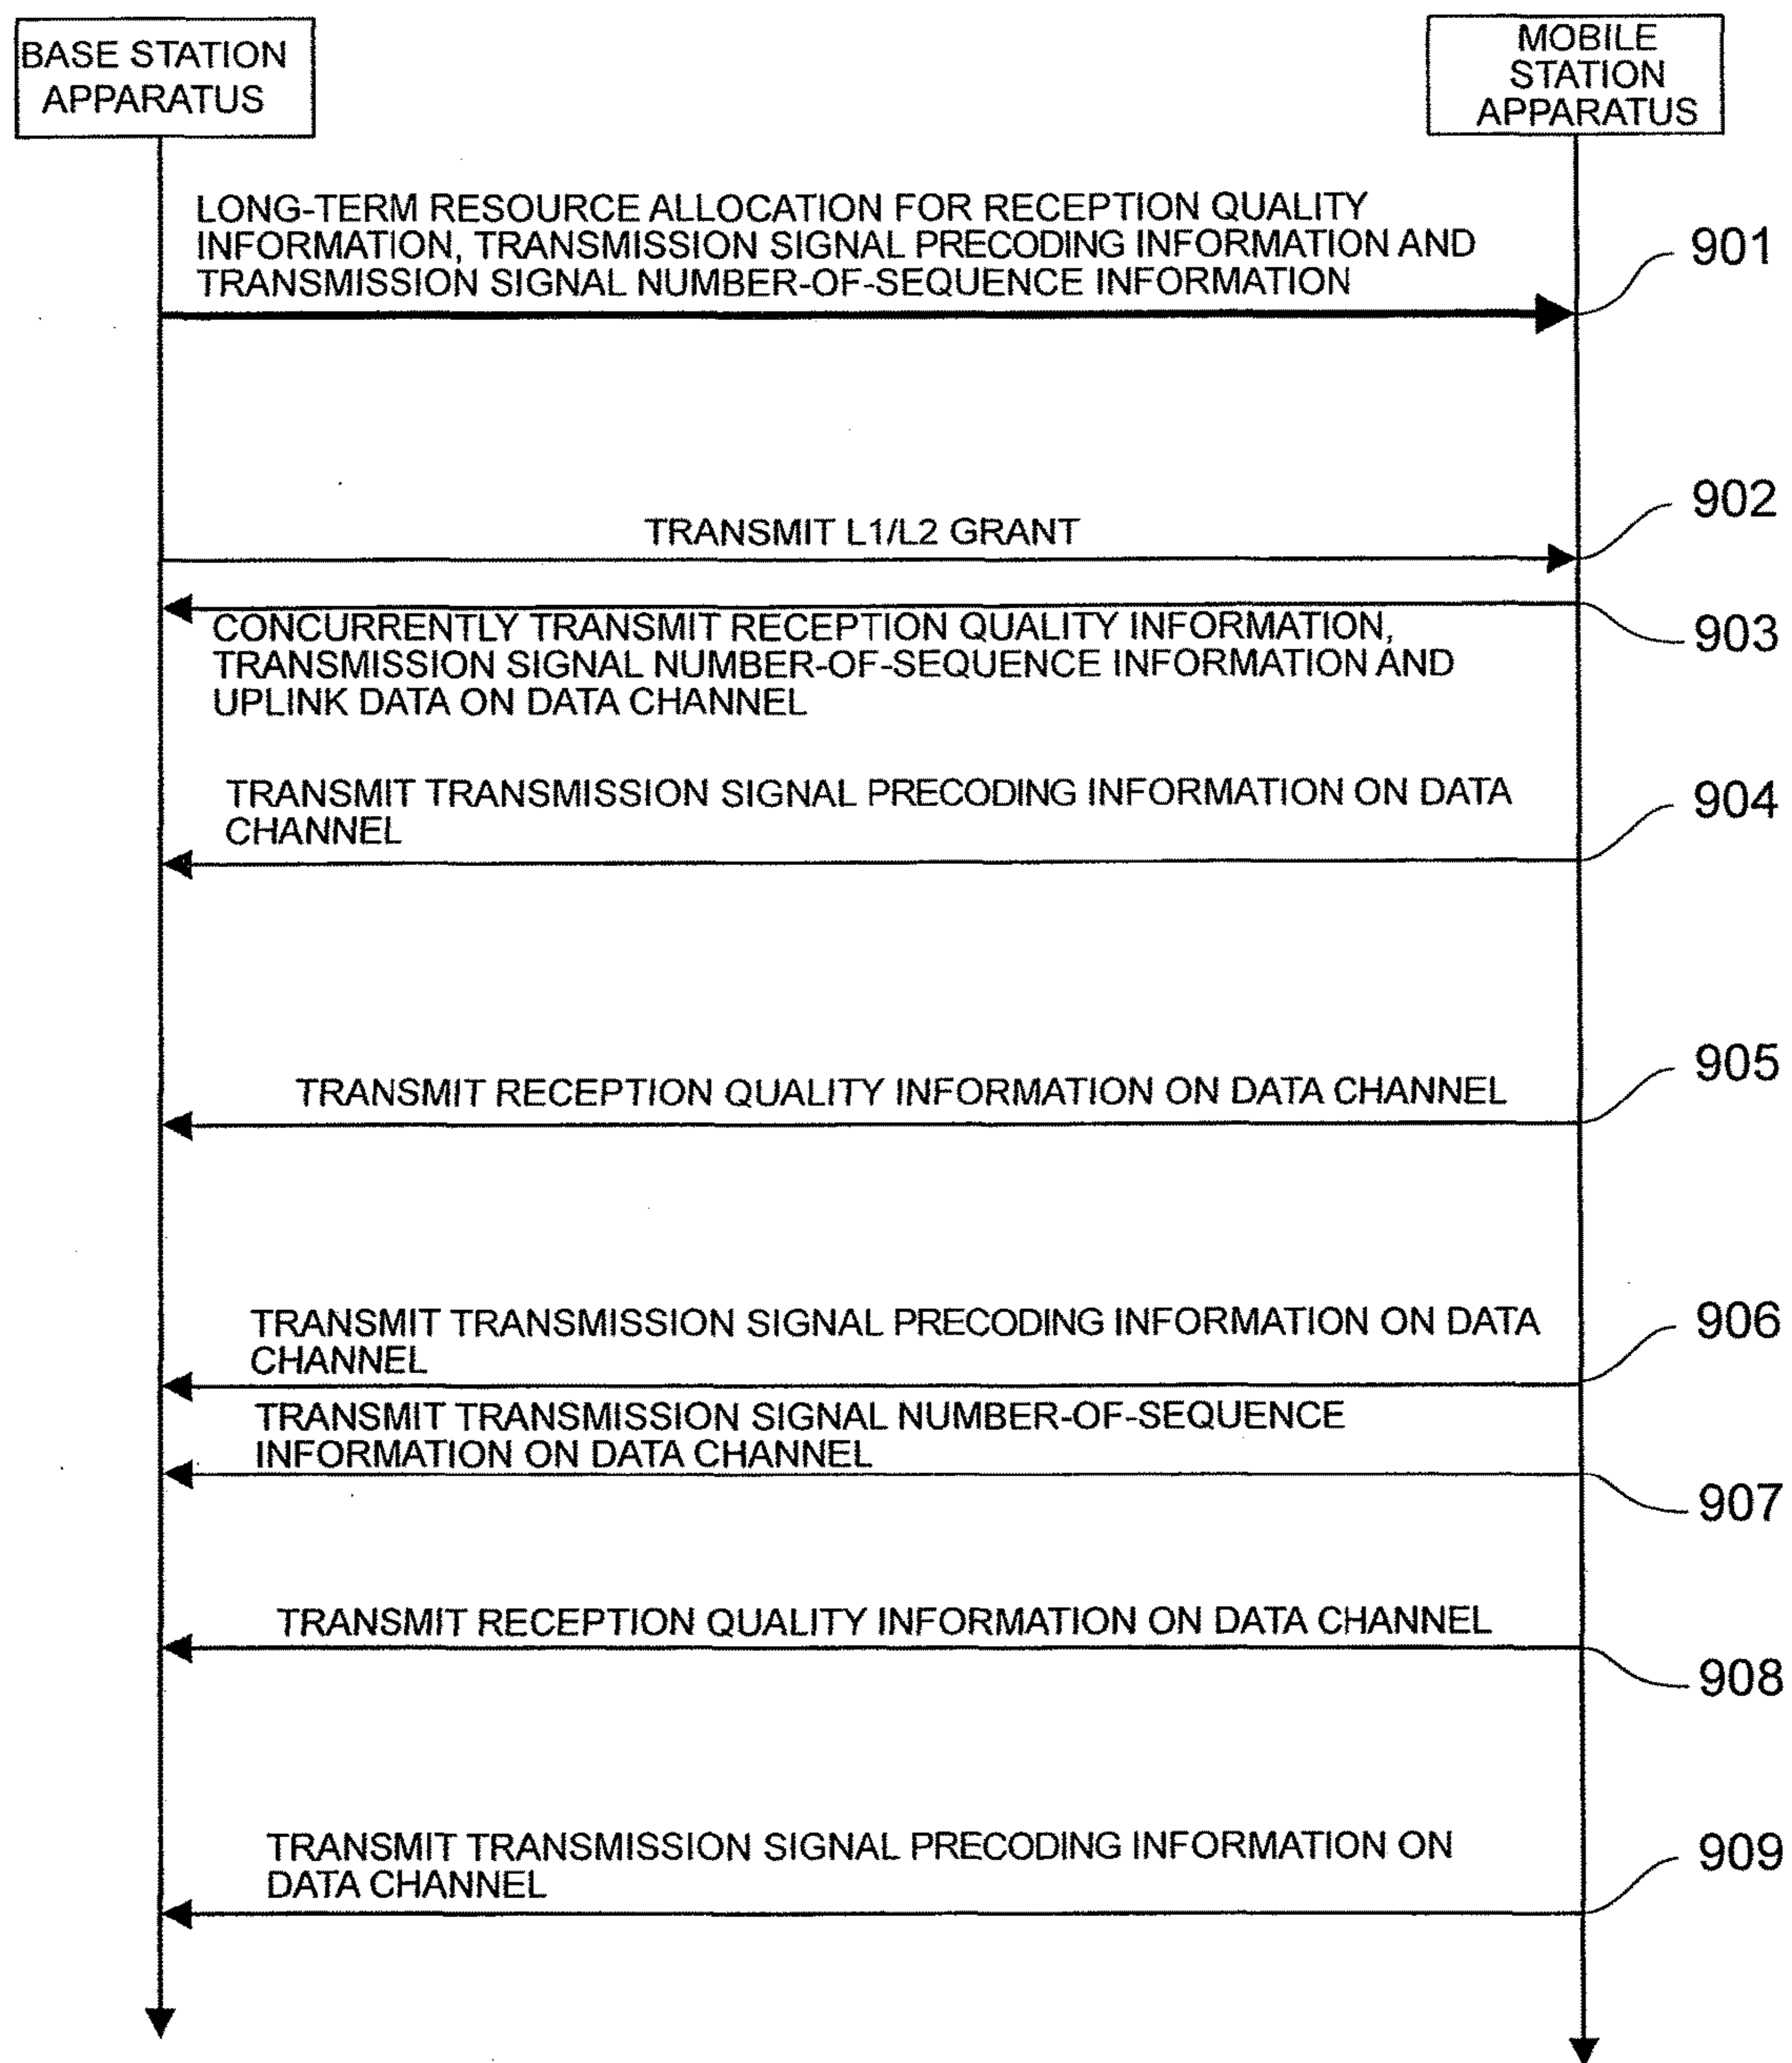 BASE STATION
APPARATUS
MOBILE
STATION
APPARATUS
LONG-TERM RESOURCE ALLOCATION FOR RECEPTION QUALITY
INFORMATION, TRANSMISSION SIGNAL PRECODING INFORMATION AND
TRANSMISSION SIGNAL NUMBER-OF-SEQUENCE INFORMATION
901
902
TRANSMIT L1/L2 GRANT
CONCURRENTLY TRANSMIT RECEPTION QUALITY INFORMATION,
TRANSMISSION SIGNAL NUMBER-OF-SEQUENCE INFORMATION AND
UPLINK DATA ON DATA CHANNEL
903
TRANSMIT TRANSMISSION SIGNAL PRECODING INFORMATION ON DATA
CHANNEL
904
905
TRANSMIT RECEPTION QUALITY INFORMATION ON DATA CHANNEL
TRANSMIT TRANSMISSION SIGNAL PRECODING INFORMATION ON DATA
CHANNEL
906
TRANSMIT TRANSMISSION SIGNAL NUMBER-OF-SEQUENCE
INFORMATION ON DATA CHANNEL
907
TRANSMIT RECEPTION QUALITY INFORMATION ON DATA CHANNEL
908
TRANSMIT TRANSMISSION SIGNAL PRECODING INFORMATION ON
DATA CHANNEL
909